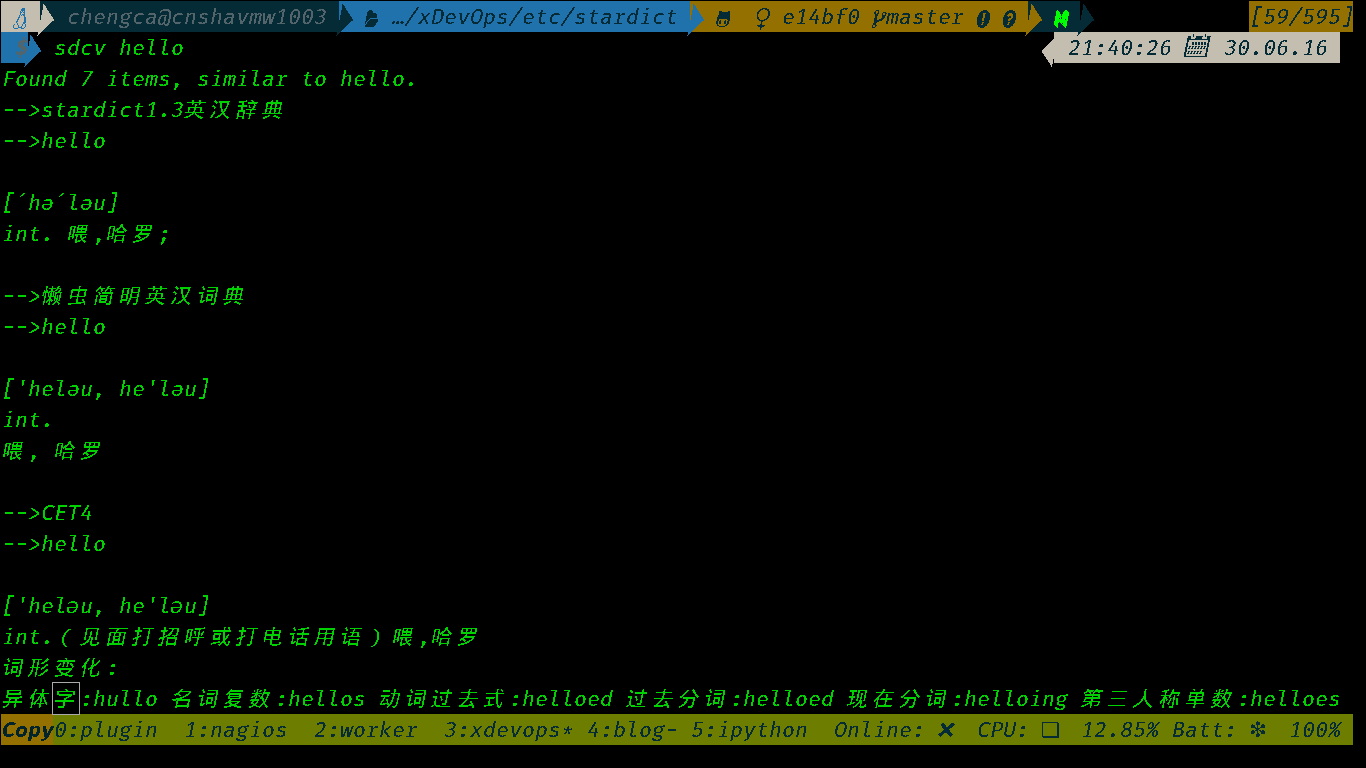 chengca@cnshavmw1003 …/xDevOps/etc/stardict e14bf0 master [59/595]
$ sdcv hello 21:40:26 30.06.16
Found 7 items, similar to hello.
-->stardict1.3英汉辞典
-->hello
[´hə´ləu]
int. 喂,哈罗;
-->懒虫简明英汉词典
-->hello
['heləu, he'ləu]
int.
喂, 哈罗
-->CET4
-->hello
['heləu, he'ləu]
int.(见面打招呼或打电话用语)喂,哈罗
词形变化:
异体字:hullo 名词复数:hellos 动词过去式:helloed 过去分词:helloed 现在分词:helloing 第三人称单数:helloes
Copy0:plugin 1:nagios 2:worker 3:xdevops* 4:blog- 5:ipython Online: ✘ CPU: ❏ 12.85% Batt: ❇ 100%